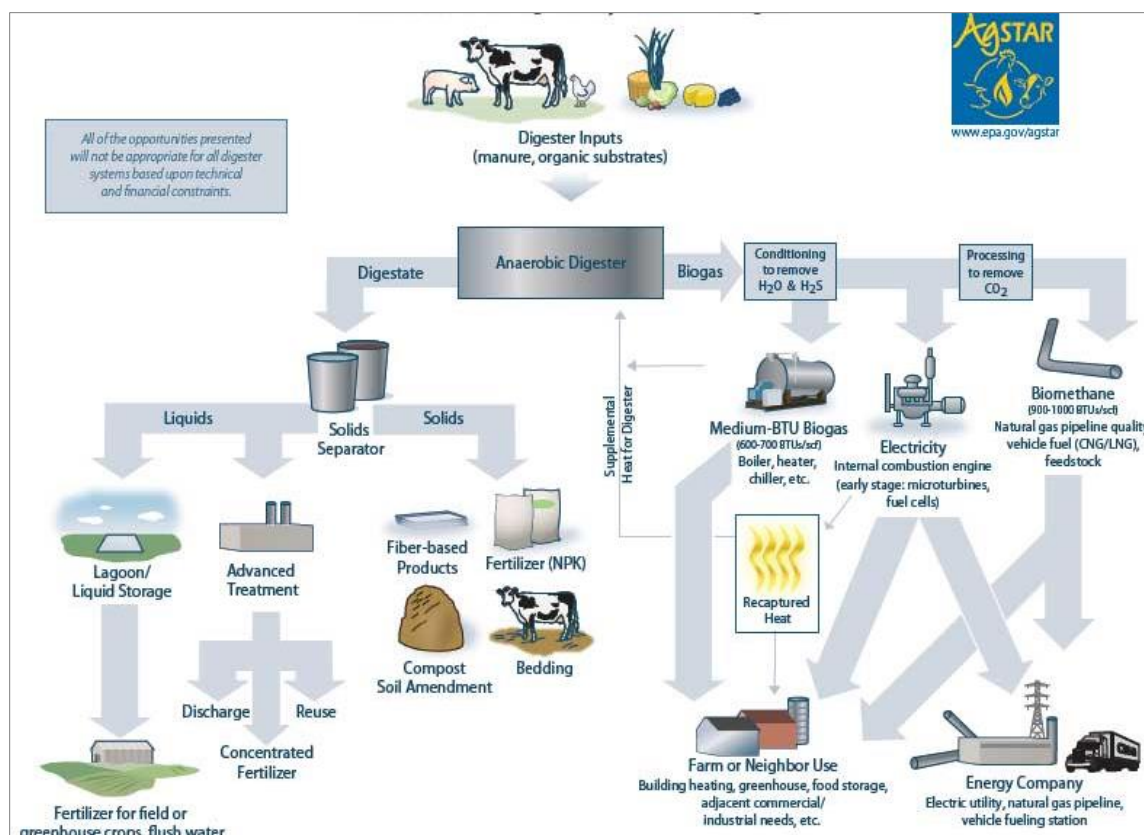 AgSTAR
www.epa.gov/agstar
All of the opportunities presented
will not be appropriate for all digester
systems based upon technical
and financial constraints.
Digester Inputs
(manure, organic substrates)
Digestate
Anaerobic Digester
Biogas
Conditioning
to remove
H2O & H2S
Processing
to remove
CO2
Liquids
Solids
Separator
Solids
Supplemental
Heat for Digester
Medium-BTU Biogas
(600-700 BTUs/scf)
Boiler, heater,
chiller, etc.
Electricity
Internal combustion engine
(early stage: microturbines,
fuel cells)
Biomethane
(900-1000 BTUs/scf)
Natural gas pipeline quality
vehicle fuel (CNG/LNG),
feedstock
Lagoon/
Liquid Storage
Advanced
Treatment
Fiber-based
Products
Fertilizer (NPK)
Compost
Soil Amendment
Bedding
Recaptured
Heat
Discharge
Reuse
Concentrated
Fertilizer
Fertilizer for field or
greenhouse crops, flush water
Farm or Neighbor Use
Building heating, greenhouse, food storage,
adjacent commercial/
industrial needs, etc.
Energy Company
Electric utility, natural gas pipeline,
vehicle fueling station